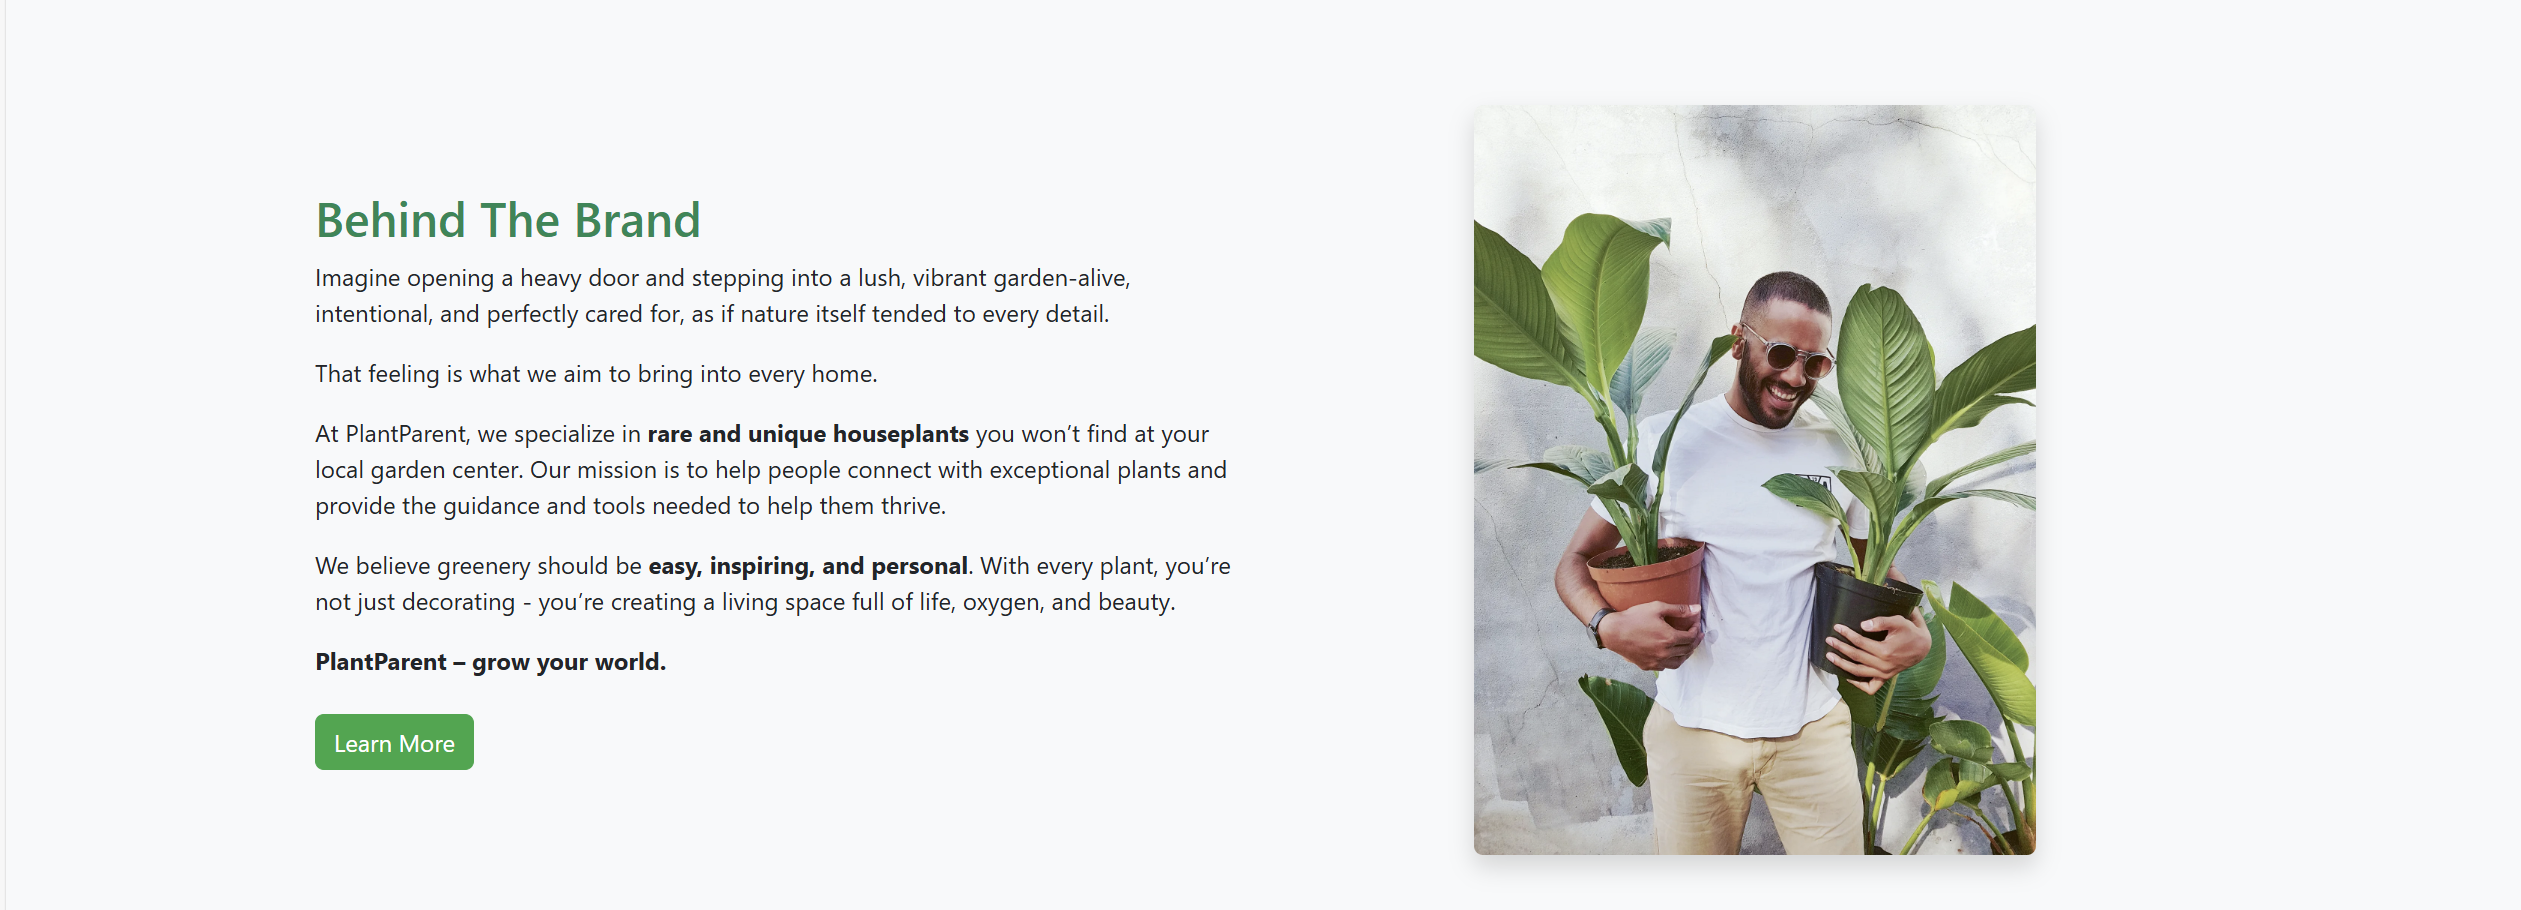 Behind The Brand
Imagine opening a heavy door and stepping into a lush, vibrant garden-alive,
intentional, and perfectly cared for, as if nature itself tended to every detail.
That feeling is what we aim to bring into every home.
At PlantParent, we specialize in rare and unique houseplants you won’t find at your
local garden center. Our mission is to help people connect with exceptional plants and
provide the guidance and tools needed to help them thrive.
We believe greenery should be easy, inspiring, and personal. With every plant, you’re
not just decorating - you’re creating a living space full of life, oxygen, and beauty.
PlantParent – grow your world.
Learn More